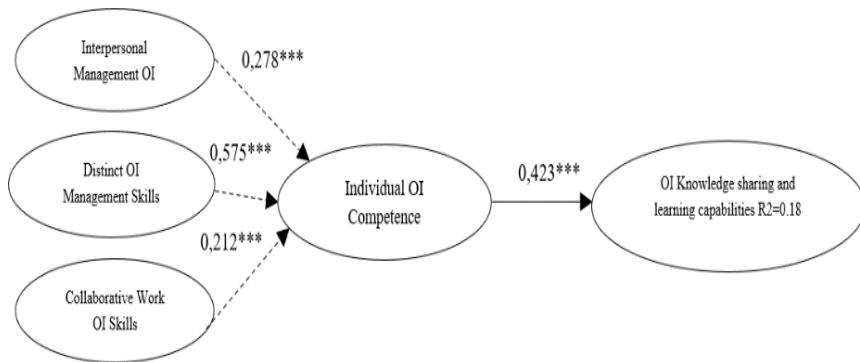 Interpersonal
Management OI
0,278***
Distinct OI
Management Skills
0,575***
Collaborative Work
OI Skills
0,212***
Individual OI
Competence
0,423***
OI Knowledge sharing and
learning capabilities R2=0.18